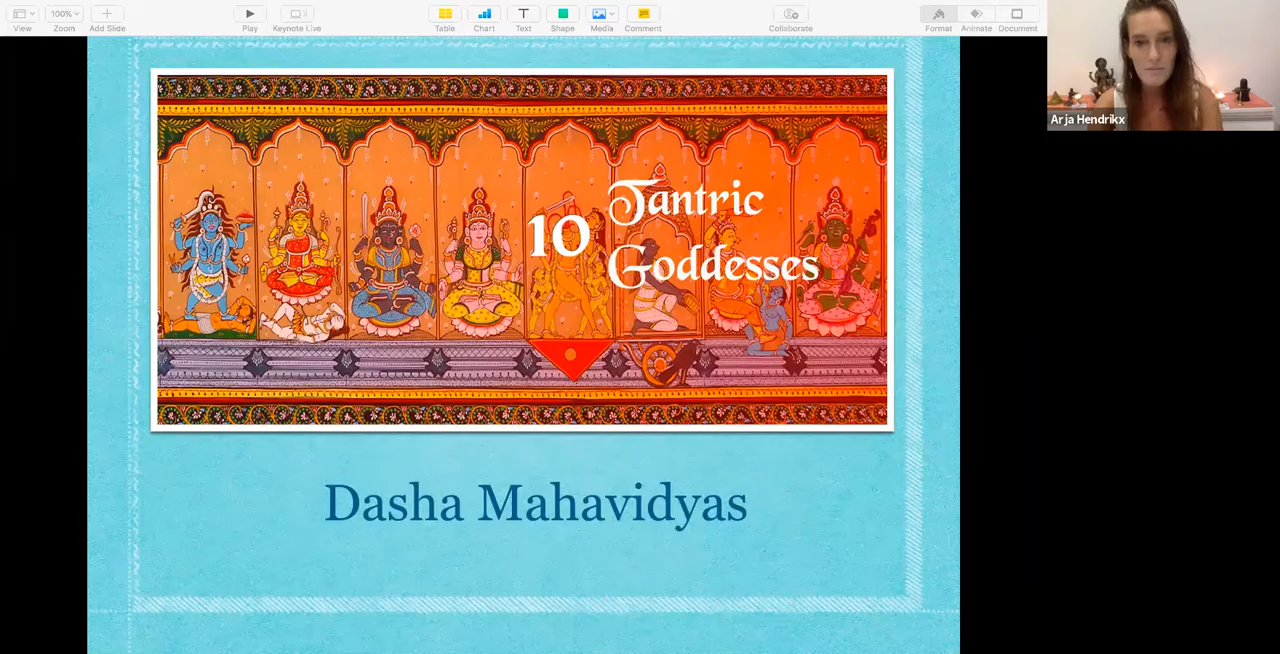 View
100%
Zoom
Add Slide
Play
Keynote Live
Table
Chart
Text
Shape
Media
Comment
Collaborate
Format
Animate
Document
Arja Hendrikx
10 Tantric
Goddesses
Dasha Mahavidyas